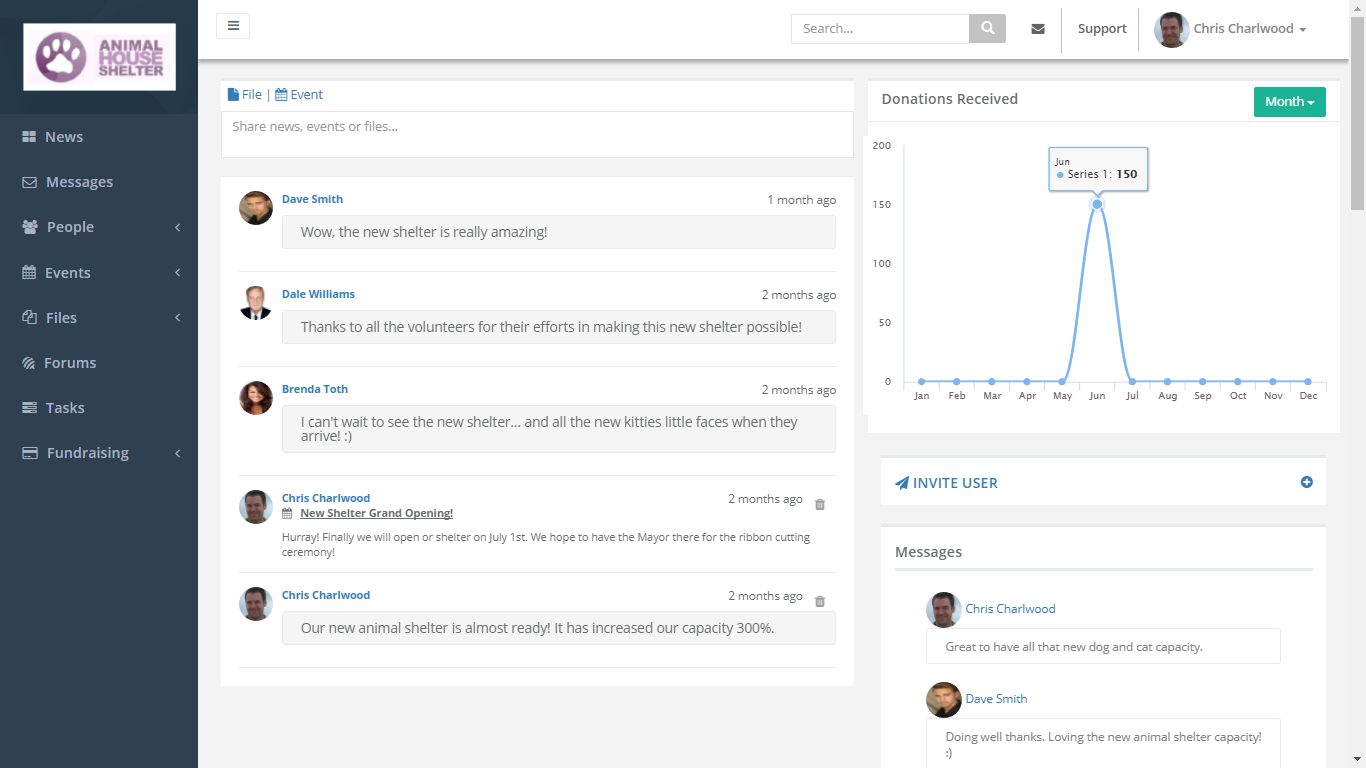 ANIMAL
HOUSE
SHELTER
Search...
Support
Chris Charlwood
News
Messages
People
Events
Files
Forums
Tasks
Fundraising
File | Event
Share news, events or files...
Dave Smith
1 month ago
Wow, the new shelter is really amazing!
Dale Williams
2 months ago
Thanks to all the volunteers for their efforts in making this new shelter possible!
Brenda Toth
2 months ago
I can't wait to see the new shelter... and all the new kitties little faces when they
arrive! :)
Chris Charlwood
2 months ago
New Shelter Grand Opening!
Hurray! Finally we will open or shelter on July 1st. We hope to have the Mayor there for the ribbon cutting
ceremony!
Chris Charlwood
2 months ago
Our new animal shelter is almost ready! It has increased our capacity 300%.
Donations Received
Month
200
150
100
50
0
Jun
Series 1: 150
Jan Feb Mar Apr May Jun Jul Aug Sep Oct Nov Dec
INVITE USER
Messages
Chris Charlwood
Great to have all that new dog and cat capacity.
Dave Smith
Doing well thanks. Loving the new animal shelter capacity!
:)